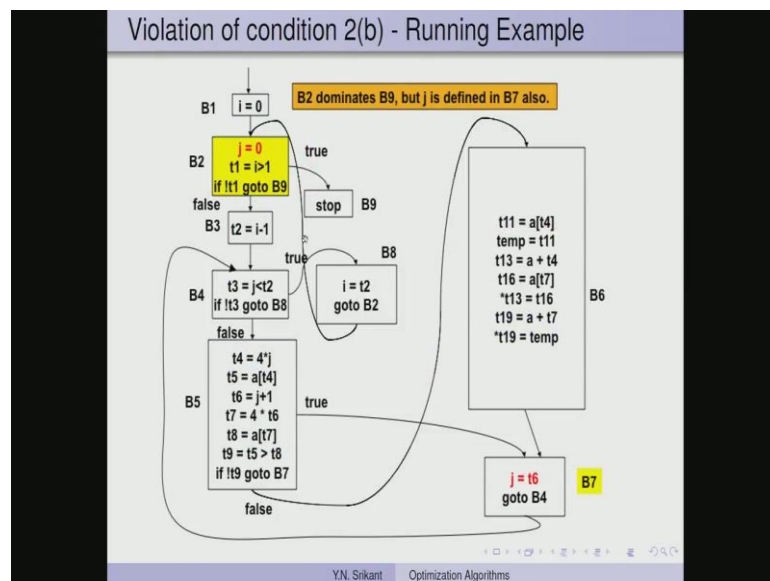 Violation of condition 2(b) - Running Example
B2 dominates B9, but j is defined in B7 also.
B1
i = 0
B2
j = 0
t1 = i>1
if !t1 goto B9
true
stop
B9
false
B3
t2 = i-1
true
B8
i = t2
goto B2
B4
t3 = j<t2
if !t3 goto B8
false
B5
t4 = 4*j
t5 = a[t4]
t6 = j+1
t7 = 4 * t6
t8 = a[t7]
t9 = t5 > t8
if !t9 goto B7
true
false
t11 = a[t4]
temp = t11
t13 = a + t4
t16 = a[t7]
*t13 = t16
t19 = a + t7
*t19 = temp
B6
j = t6
goto B4
B7
Y.N. Srikant
Optimization Algorithms